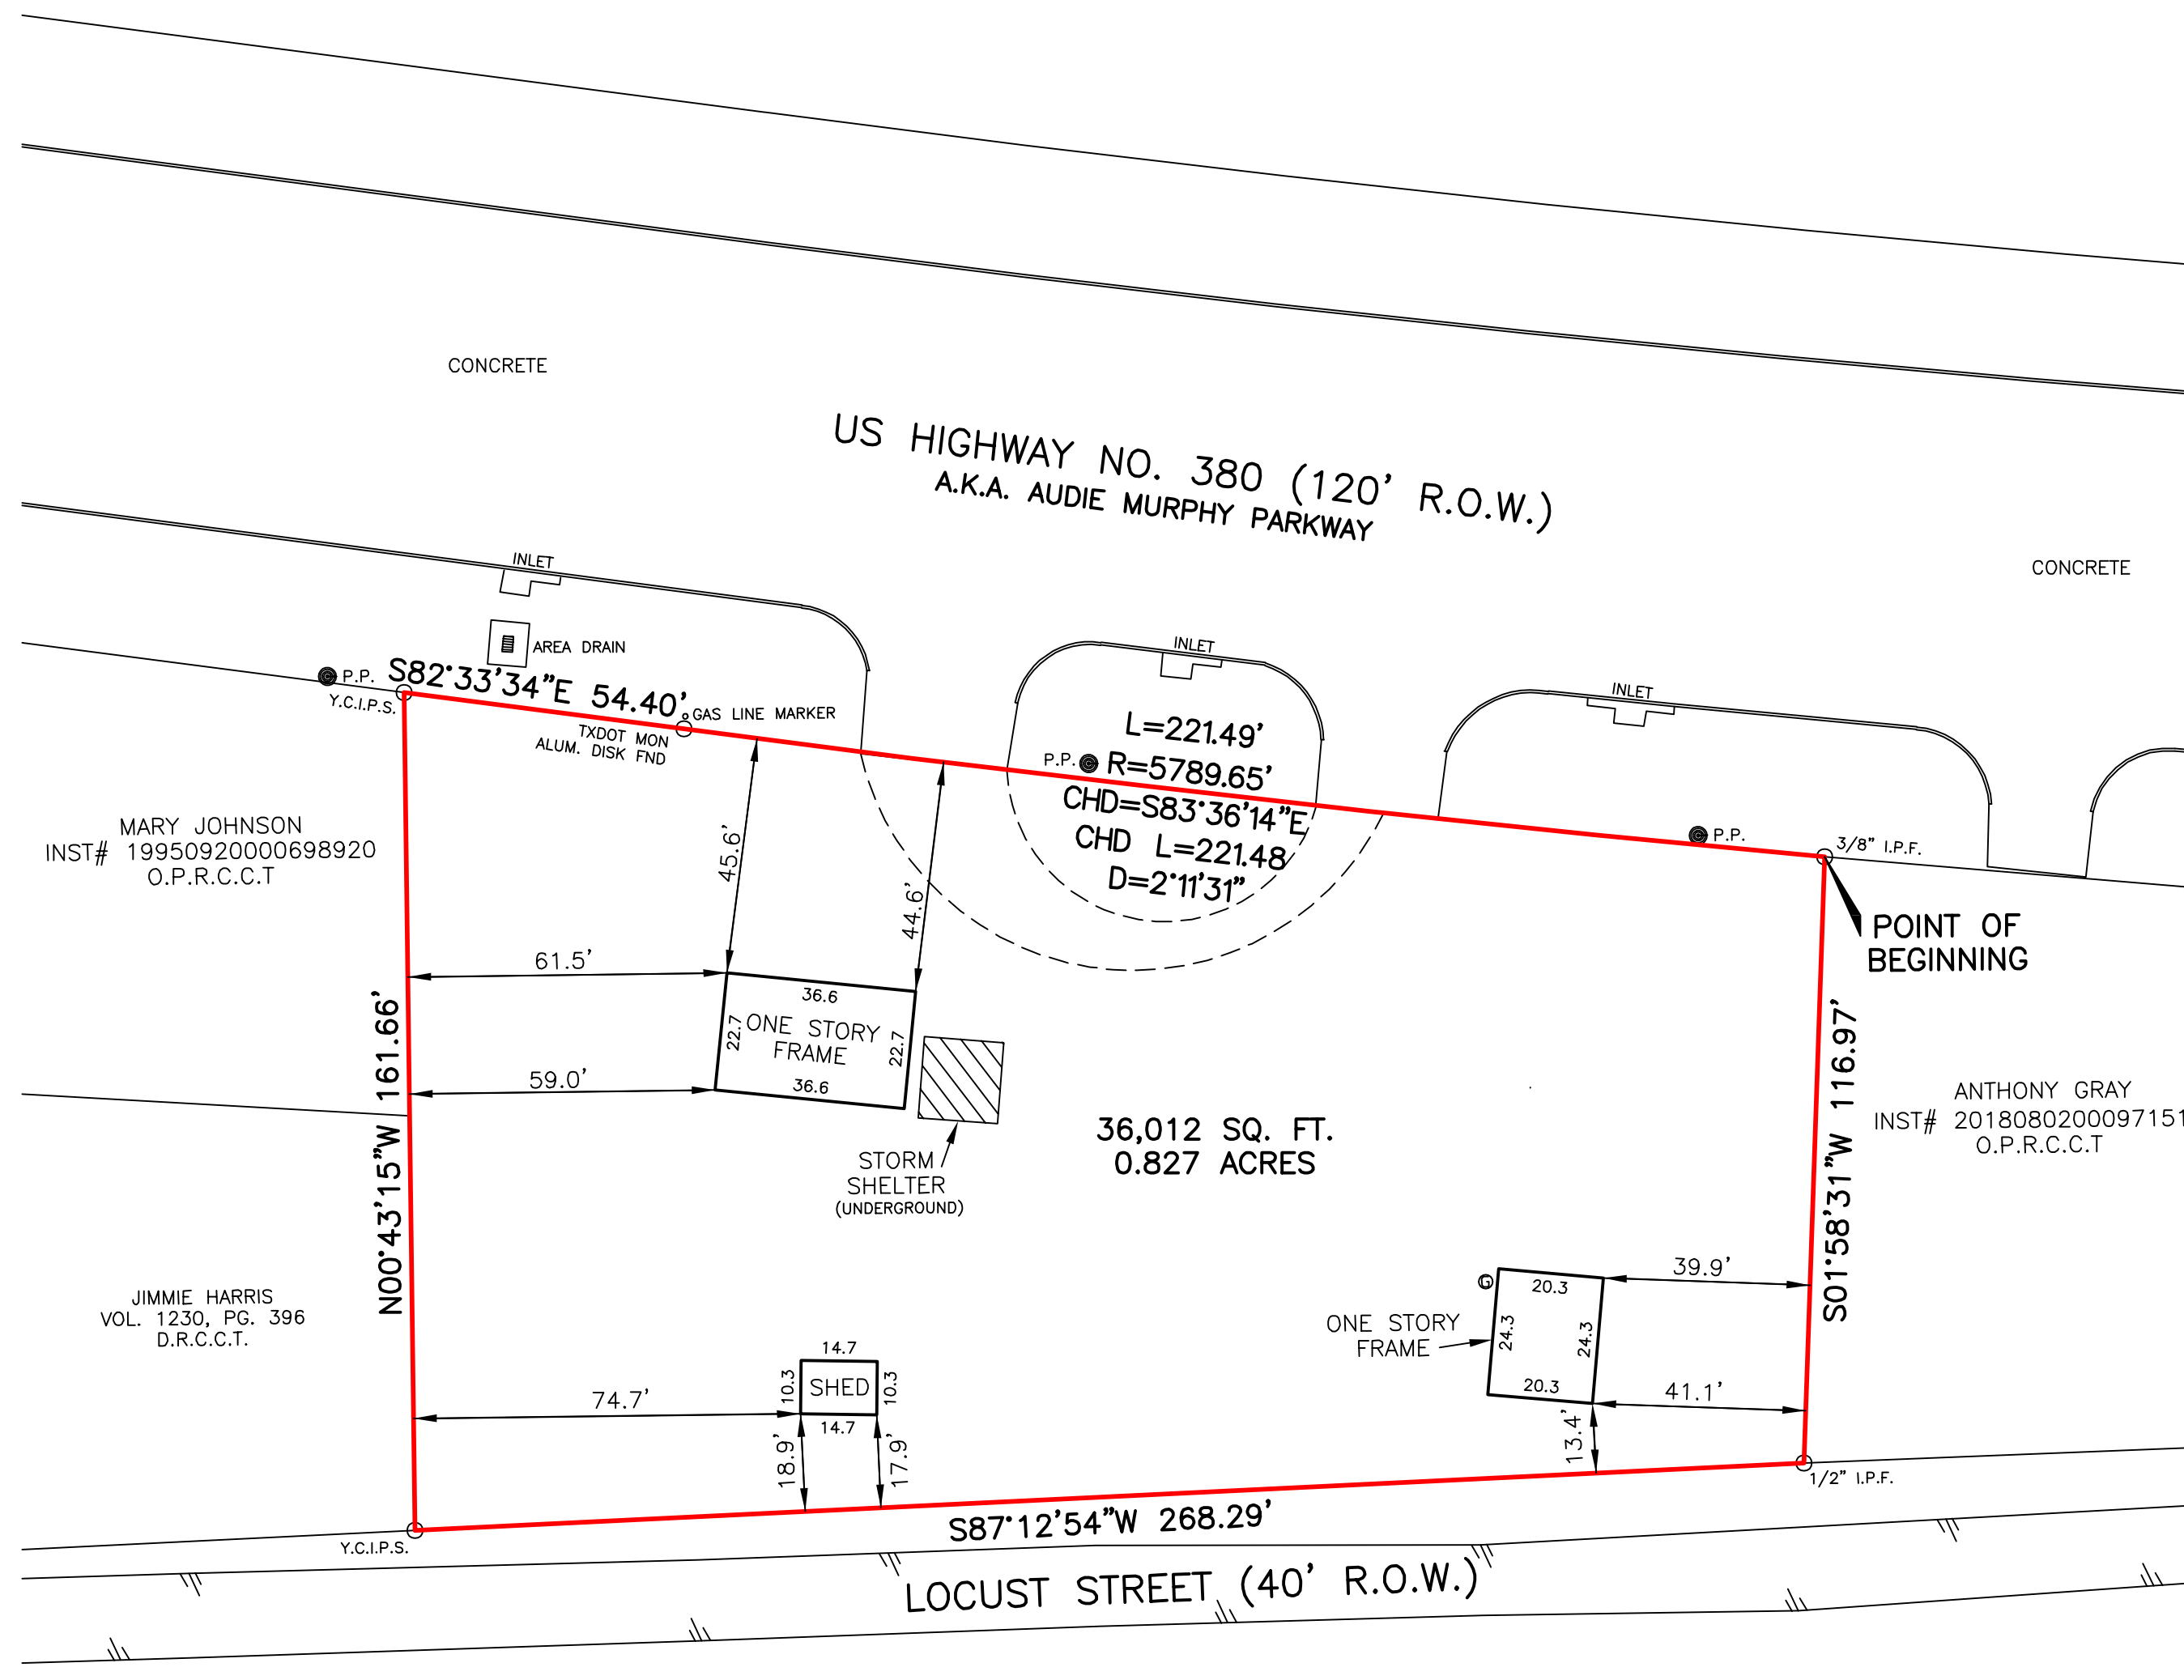 CONCRETE
US HIGHWAY NO. 380 (120' R.O.W.)
A.K.A. AUDIE MURPHY PARKWAY
CONCRETE
INLET
AREA DRAIN
INLET
INLET
P.P.
Y.C.I.P.S.
S82°33'34"E 54.40'
GAS LINE MARKER
TXDOT MON
ALUM. DISK FND
L=221.49'
P.P.
R=5789.65'
CHD=S83°36'14"E
CHD L=221.48
D=2°11'31"
P.P.
3/8" I.P.F.
POINT OF
BEGINNING
MARY JOHNSON
INST# 19950920000698920
O.P.R.C.C.T
45.6'
44.6'
61.5'
36.6
22.7
ONE STORY
FRAME
22.7
36.6
59.0'
N00°43'15"W 161.66'
STORM
SHELTER
(UNDERGROUND)
36,012 SQ. FT.
0.827 ACRES
S01°58'31"W 116.97'
ANTHONY GRAY
INST# 20180802000097151
O.P.R.C.C.T
JIMMIE HARRIS
VOL. 1230, PG. 396
D.R.C.C.T.
G
20.3
39.9'
ONE STORY
FRAME
24.3
24.3
20.3
41.1'
13.4'
14.7
10.3
SHED
10.3
14.7
74.7'
18.9'
17.9'
1/2" I.P.F.
Y.C.I.P.S.
S87°12'54"W 268.29'
LOCUST STREET (40' R.O.W.)